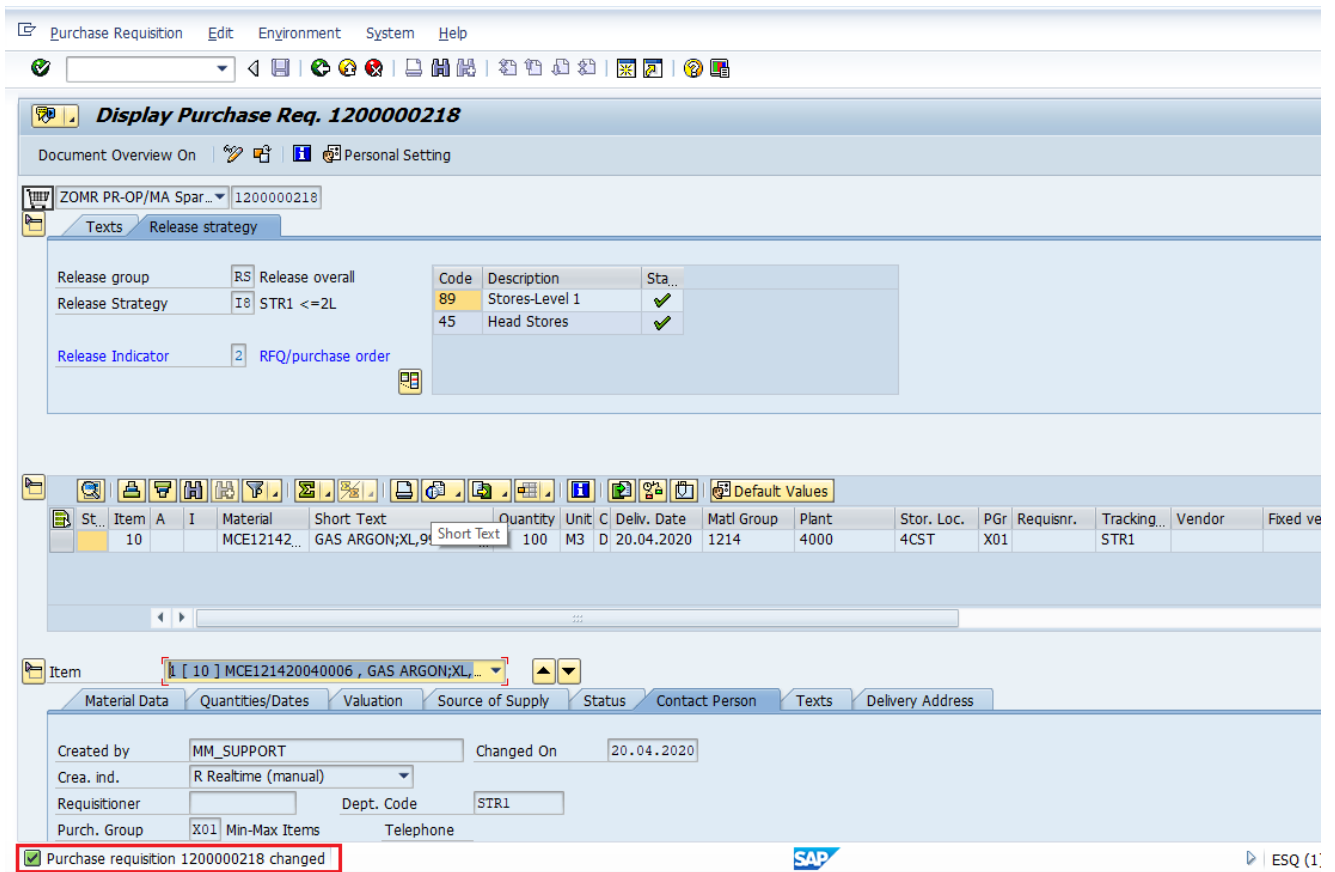 Purchase Requisition Edit Environment System Help
Display Purchase Req. 1200000218
Document Overview On Personal Setting
ZOMR PR-OP/MA Spar... 1200000218
Texts Release strategy
Release group RS Release overall
Release Strategy I8 STR1 <=2L
Release Indicator 2 RFQ/purchase order
Code Description Sta...
89 Stores-Level 1
45 Head Stores
Default Values
St... Item A I Material Short Text Quantity Unit C Deliv. Date Matl Group Plant Stor. Loc. PGr Requisnr. Tracking... Vendor Fixed ve
10 MCE12142... GAS ARGON;XL,99 ... 100 M3 D 20.04.2020 1214 4000 4CST X01 STR1
Short Text
Item 1 [ 10 ] MCE121420040006 , GAS ARGON;XL,...
Material Data Quantities/Dates Valuation Source of Supply Status Contact Person Texts Delivery Address
Created by MM_SUPPORT Changed On 20.04.2020
Crea. ind. R Realtime (manual)
Requisitioner Dept. Code STR1
Purch. Group X01 Min-Max Items Telephone
Purchase requisition 1200000218 changed SAP ESQ (1)